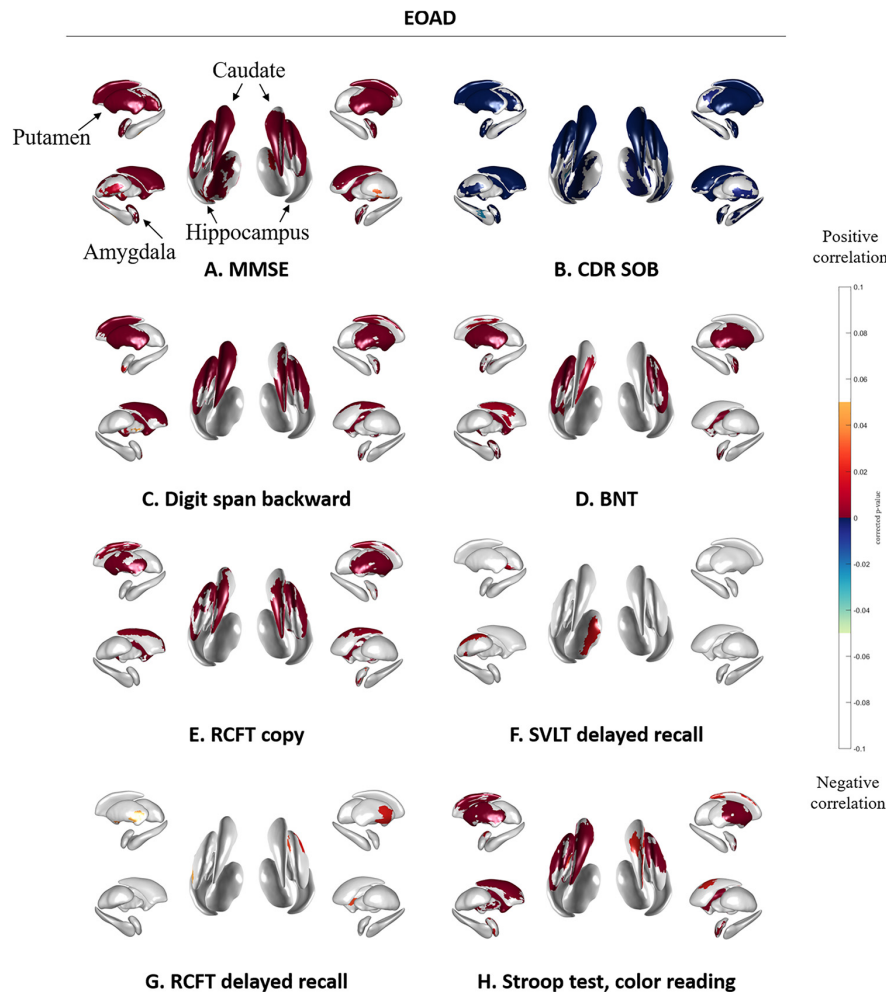 EOAD
Caudate
Putamen
Amygdala
Hippocampus
A. MMSE
B. CDR SOB
Positive
correlation
0.1
0.08
0.06
0.04
0.02
0
-0.02
-0.04
-0.06
-0.08
-0.1
corrected p-value
Negative
correlation
C. Digit span backward
D. BNT
E. RCFT copy
F. SVLT delayed recall
G. RCFT delayed recall
H. Stroop test, color reading